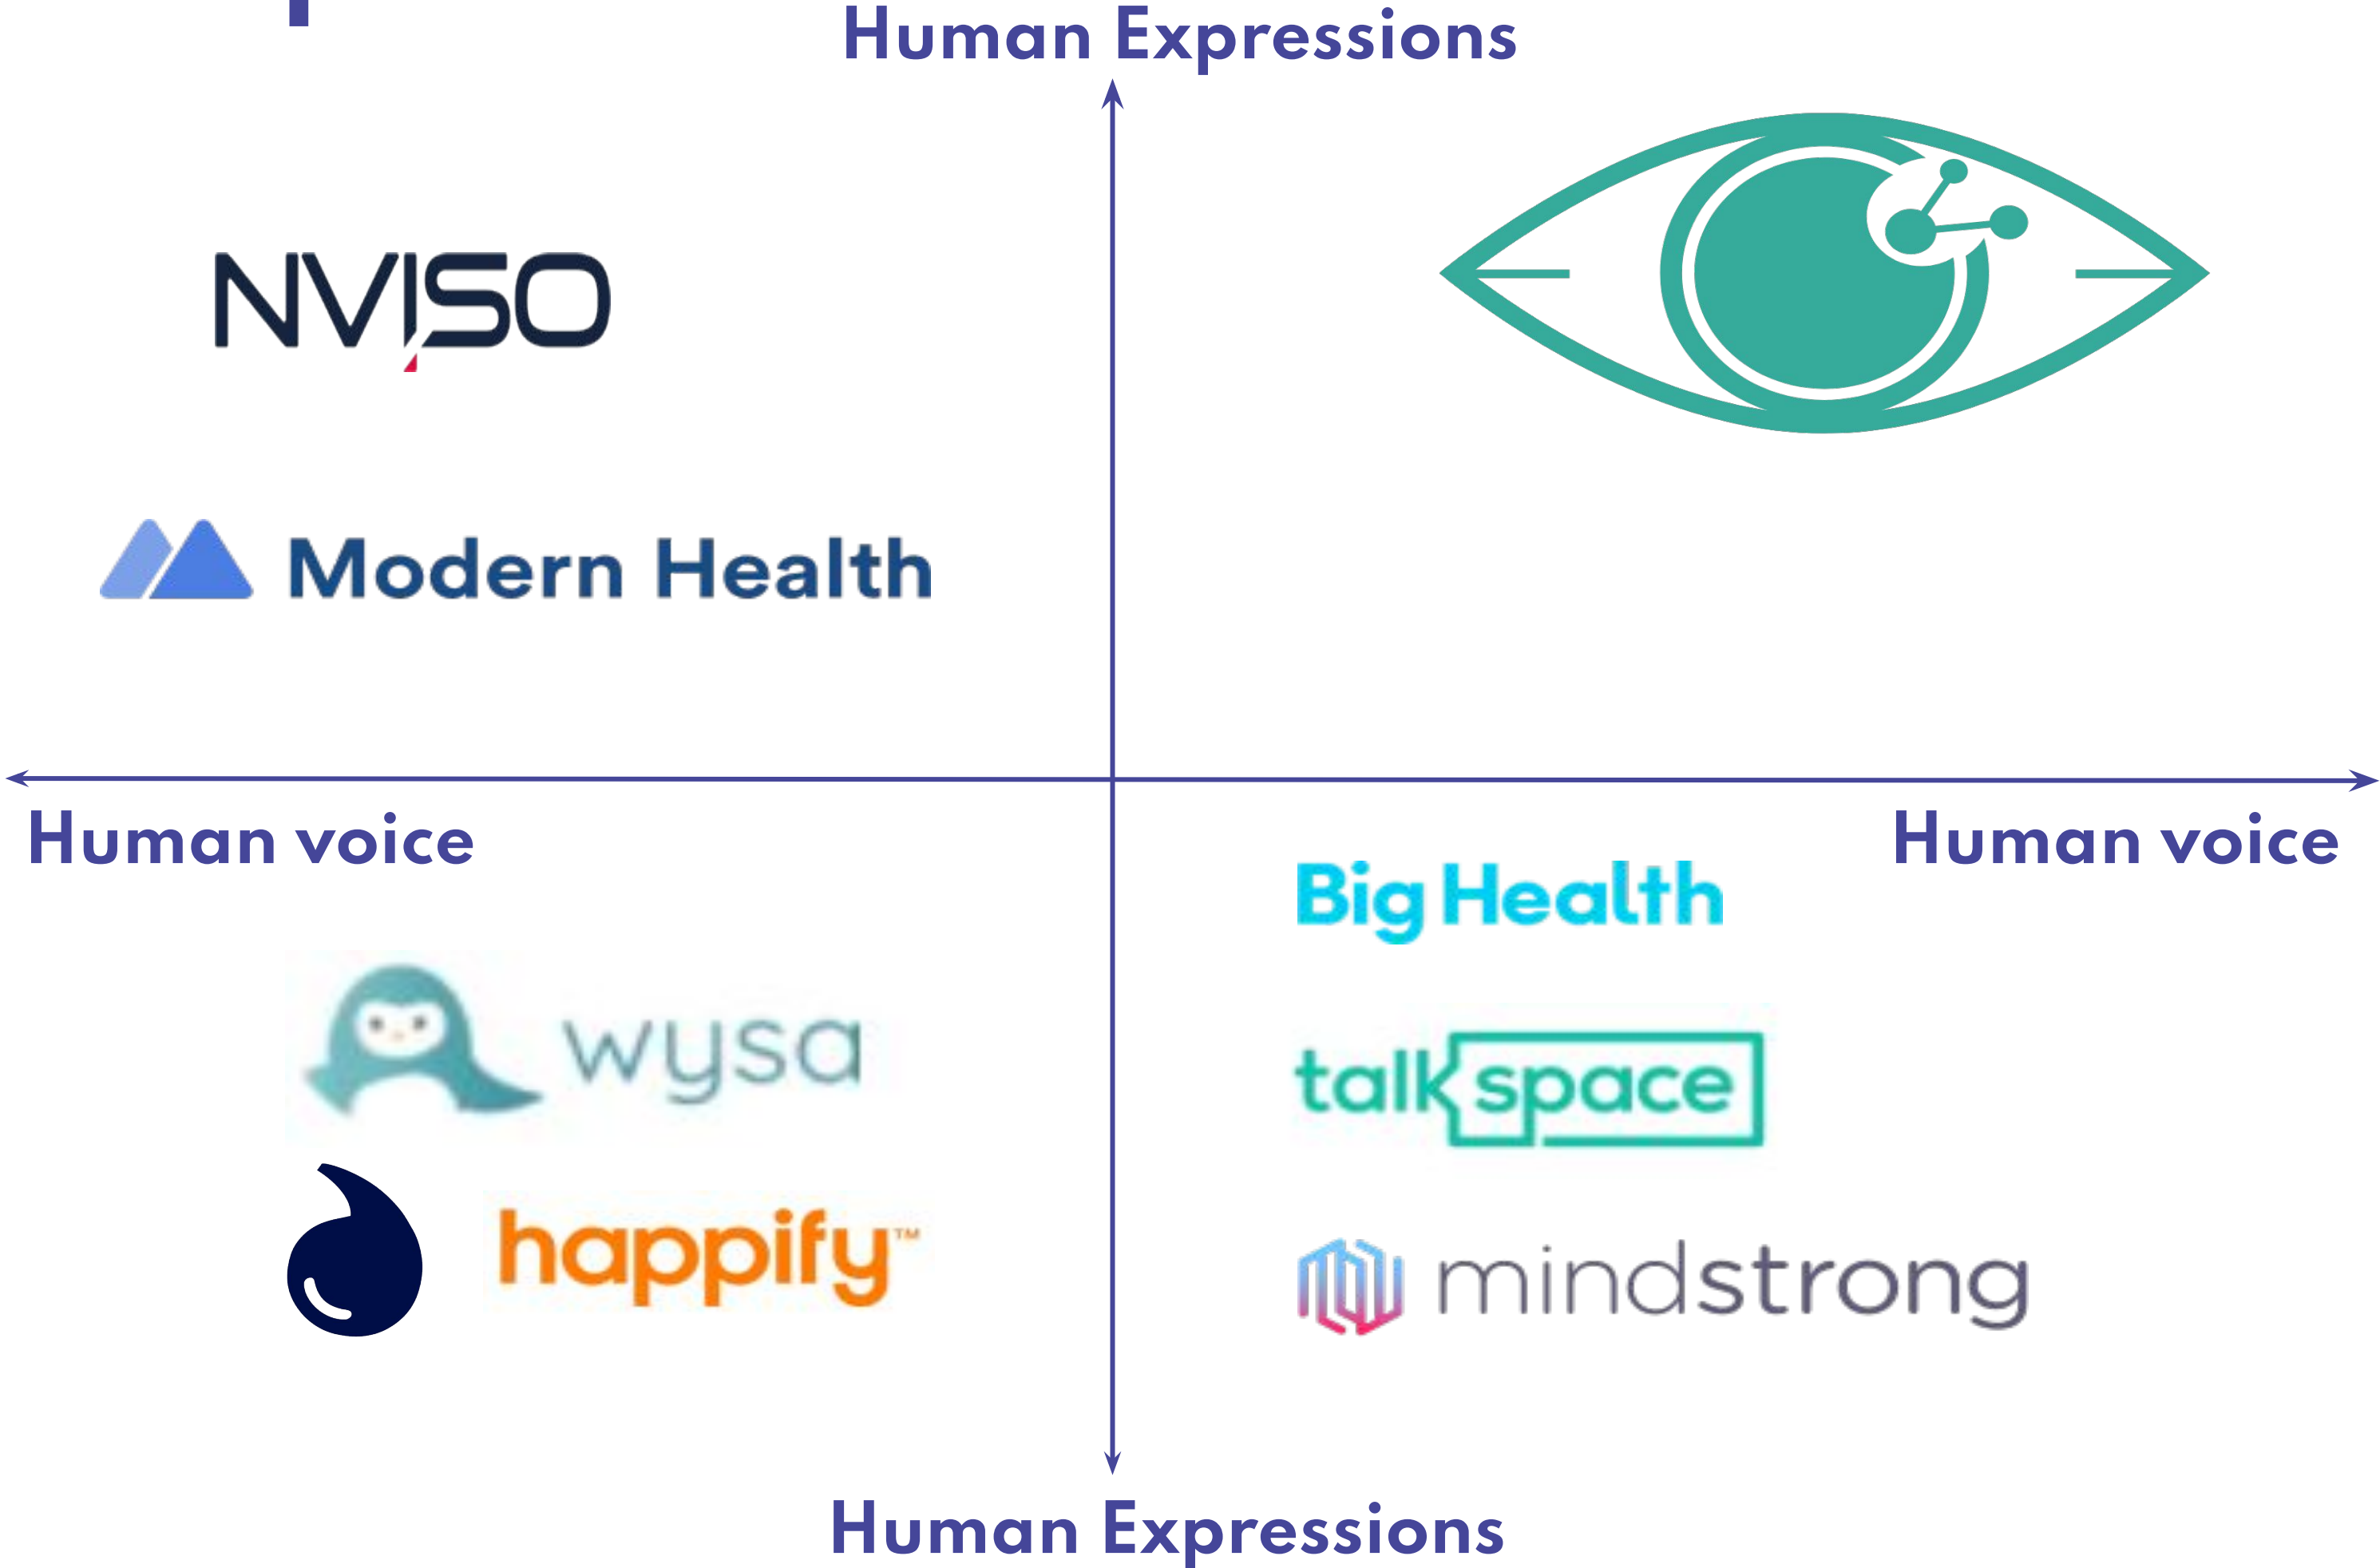 Human Expressions
NVISO
Modern Health
Human voice
Human voice
Big Health
wysa
talkspace
happify™
mindstrong
Human Expressions